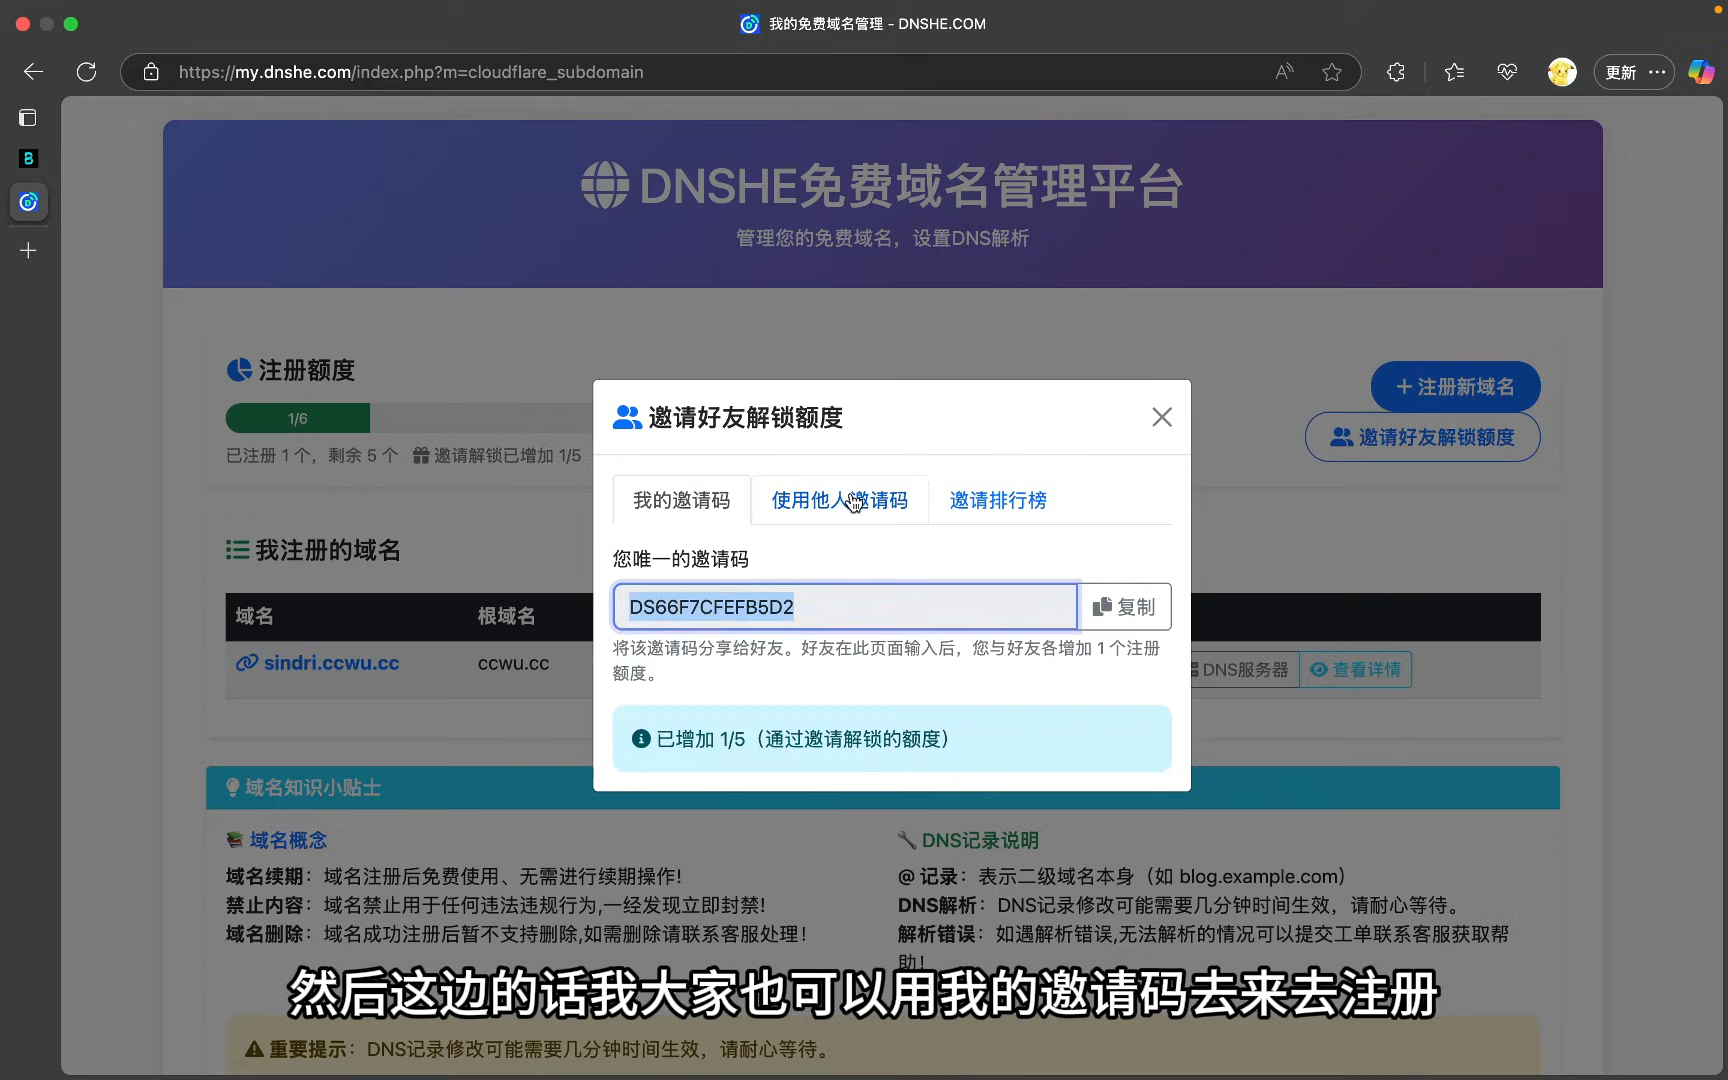 我的免费域名管理 - DNSHE.COM
https://my.dnshe.com/index.php?m=cloudflare_subdomain
更新
DNSHE免费域名管理平台
管理您的免费域名，设置DNS解析
注册额度
1/6
已注册 1 个，剩余 5 个 邀请解锁已增加 1/5
+ 注册新域名
邀请好友解锁额度
邀请好友解锁额度
我的邀请码 使用他人邀请码 邀请排行榜
您唯一的邀请码
DS66F7CFEFB5D2 复制
将该邀请码分享给好友。好友在此页面输入后，您与好友各增加 1 个注册
额度。
已增加 1/5（通过邀请解锁的额度）
我注册的域名
域名 根域名
sindri.ccwu.cc ccwu.cc DNS服务器 查看详情
域名知识小贴士
域名概念
域名续期：域名注册后免费使用、无需进行续期操作!
禁止内容：域名禁止用于任何违法违规行为,一经发现立即封禁!
域名删除：域名成功注册后暂不支持删除,如需删除请联系客服处理！
DNS记录说明
@ 记录：表示二级域名本身（如 blog.example.com）
DNS解析：DNS记录修改可能需要几分钟时间生效，请耐心等待。
解析错误：如遇解析错误,无法解析的情况可以提交工单联系客服获取帮
助！
然后这边的话我大家也可以用我的邀请码去来去注册
重要提示：DNS记录修改可能需要几分钟时间生效，请耐心等待。